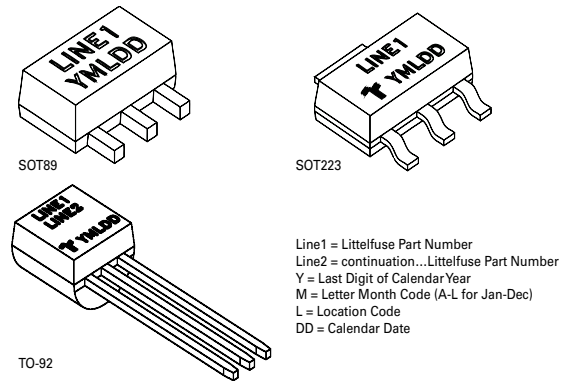 LINE1
YMLDD
SOT89
LINE1
YMLDD
SOT223
LINE1
LINE2
YMLDD
TO-92
Line1 = Littelfuse Part Number
Line2 = continuation...Littelfuse Part Number
Y = Last Digit of Calendar Year
M = Letter Month Code (A-L for Jan-Dec)
L = Location Code
DD = Calendar Date